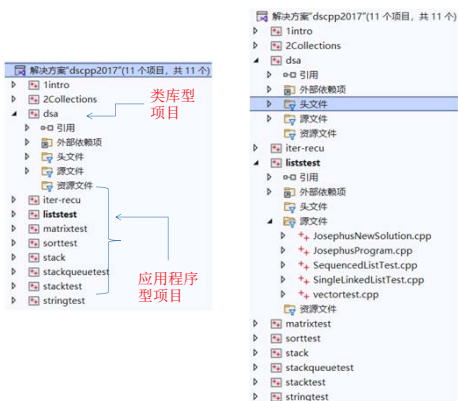 解决方案"dscpp2017"(11 个项目，共 11 个)
1intro
2Collections
dsa
引用
外部依赖项
头文件
源文件
资源文件
iter-recu
liststest
matrixtest
sorttest
stack
stackqueuetest
stacktest
stringtest
类库型
项目
应用程序
型项目
解决方案"dscpp2017"(11 个项目，共 11 个)
1intro
2Collections
dsa
引用
外部依赖项
头文件
源文件
资源文件
iter-recu
liststest
引用
外部依赖项
头文件
源文件
JosephusNewSolution.cpp
JosephusProgram.cpp
SequencedListTest.cpp
SingleLinkedListTest.cpp
vectortest.cpp
资源文件
matrixtest
sorttest
stack
stackqueuetest
stacktest
stringtest